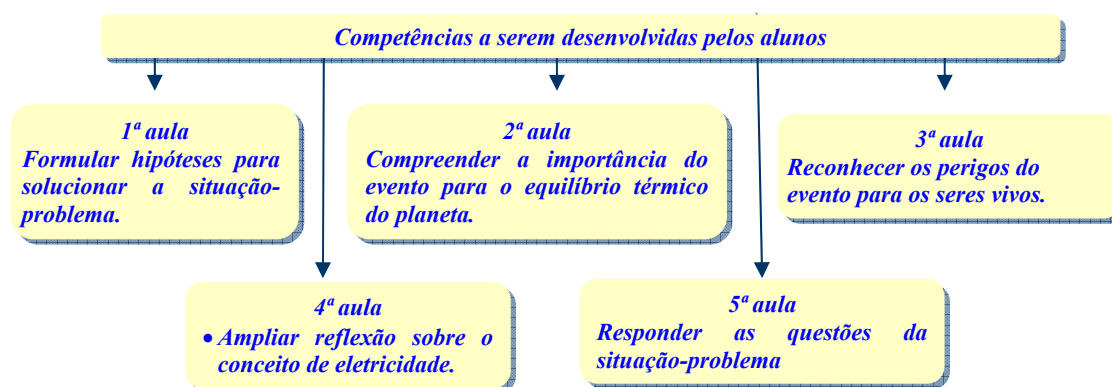 Competências a serem desenvolvidas pelos alunos
1ª aula
Formular hipóteses para
solucionar a situação-
problema.
2ª aula
Compreender a importância do
evento para o equilíbrio térmico
do planeta.
3ª aula
Reconhecer os perigos do
evento para os seres vivos.
4ª aula
• Ampliar reflexão sobre o
conceito de eletricidade.
5ª aula
Responder as questões da
situação-problema